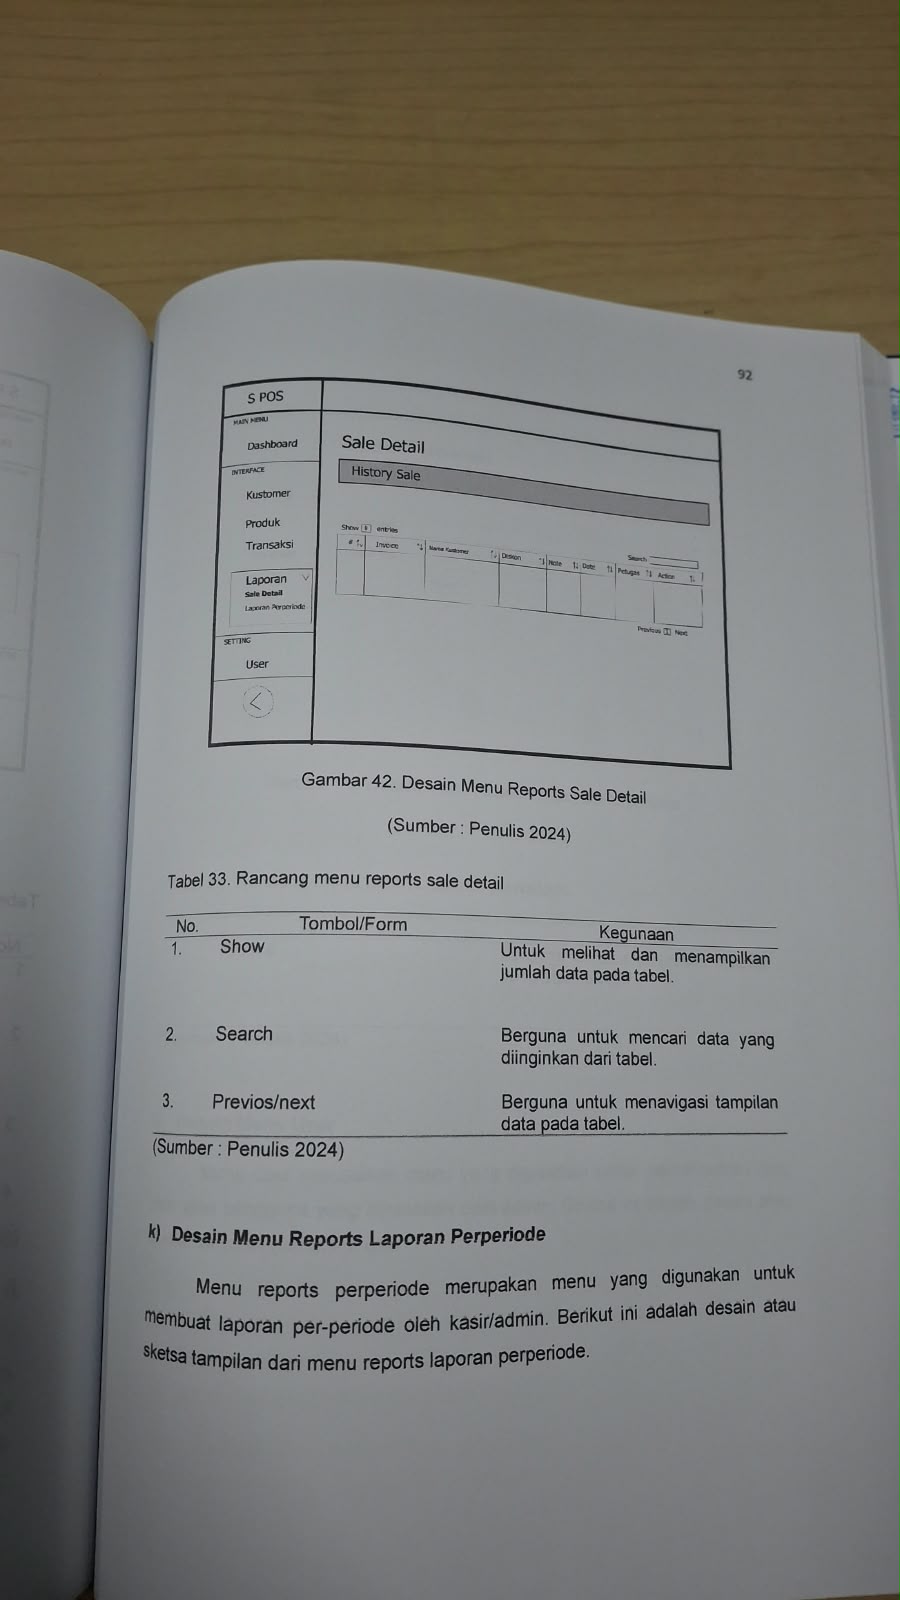 92
S POS
MAIN MENU
Dashboard
INTERFACE
Kustomer
Produk
Transaksi
Laporan
Sale Detail
Laporan Perperiode
SETTING
User
Sale Detail
History Sale
Show entries
Search
# Invoice Name Kustomer Diskon Note Date Petugas Action
Previous Next
Gambar 42. Desain Menu Reports Sale Detail
(Sumber : Penulis 2024)
Tabel 33. Rancang menu reports sale detail
No. Tombol/Form Kegunaan
1. Show Untuk melihat dan menampilkan
jumlah data pada tabel.
2. Search Berguna untuk mencari data yang
diinginkan dari tabel.
3. Previos/next Berguna untuk menavigasi tampilan
data pada tabel.
(Sumber : Penulis 2024)
k) Desain Menu Reports Laporan Perperiode
Menu reports perperiode merupakan menu yang digunakan untuk
membuat laporan per-periode oleh kasir/admin. Berikut ini adalah desain atau
sketsa tampilan dari menu reports laporan perperiode.